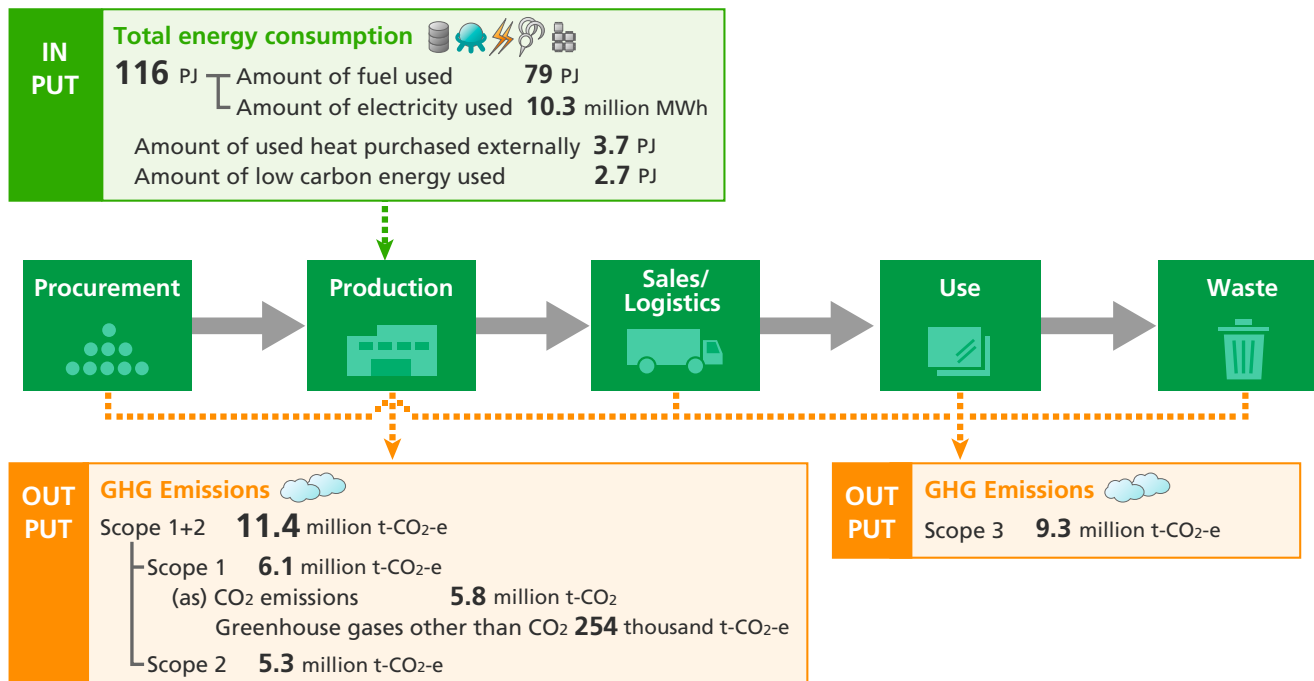 IN
PUT
Total energy consumption
116 PJ
Amount of fuel used 79 PJ
Amount of electricity used 10.3 million MWh
Amount of used heat purchased externally 3.7 PJ
Amount of low carbon energy used 2.7 PJ
Procurement
Production
Sales/
Logistics
Use
Waste
OUT
PUT
GHG Emissions
Scope 1+2 11.4 million t-CO2-e
Scope 1 6.1 million t-CO2-e
(as) CO2 emissions 5.8 million t-CO2
Greenhouse gases other than CO2 254 thousand t-CO2-e
Scope 2 5.3 million t-CO2-e
OUT
PUT
GHG Emissions
Scope 3 9.3 million t-CO2-e